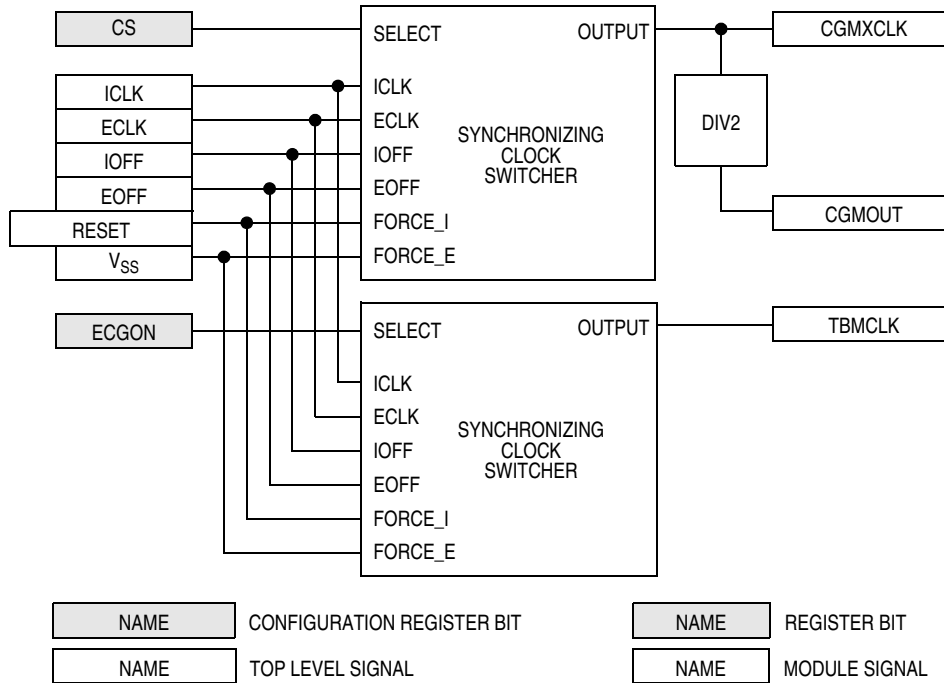 CS
SELECT
OUTPUT
CGMXCLK
ICLK
ICLK
ECLK
ECLK
IOFF
IOFF
EOFF
EOFF
RESET
FORCE_I
VSS
FORCE_E
SYNCHRONIZING
CLOCK
SWITCHER
DIV2
CGMOUT
ECGON
SELECT
OUTPUT
TBMCLK
ICLK
ECLK
IOFF
EOFF
FORCE_I
FORCE_E
SYNCHRONIZING
CLOCK
SWITCHER
NAME CONFIGURATION REGISTER BIT
NAME REGISTER BIT
NAME TOP LEVEL SIGNAL
NAME MODULE SIGNAL